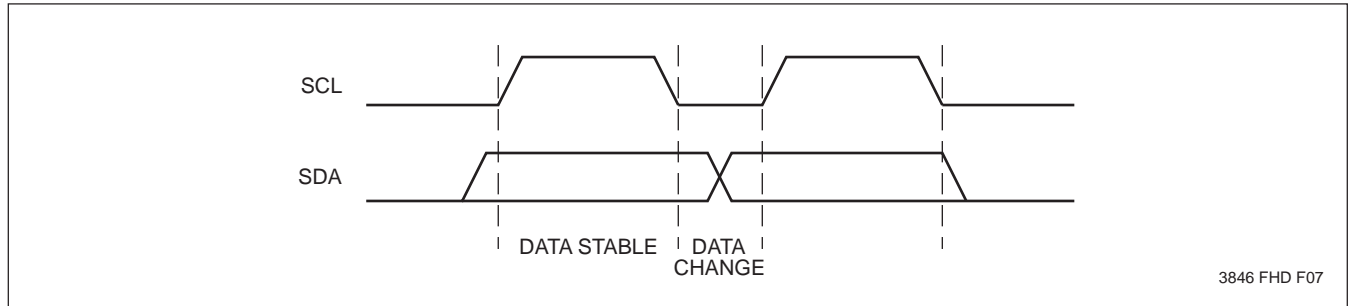 SCL
SDA
DATA STABLE
DATA
CHANGE
3846 FHD F07